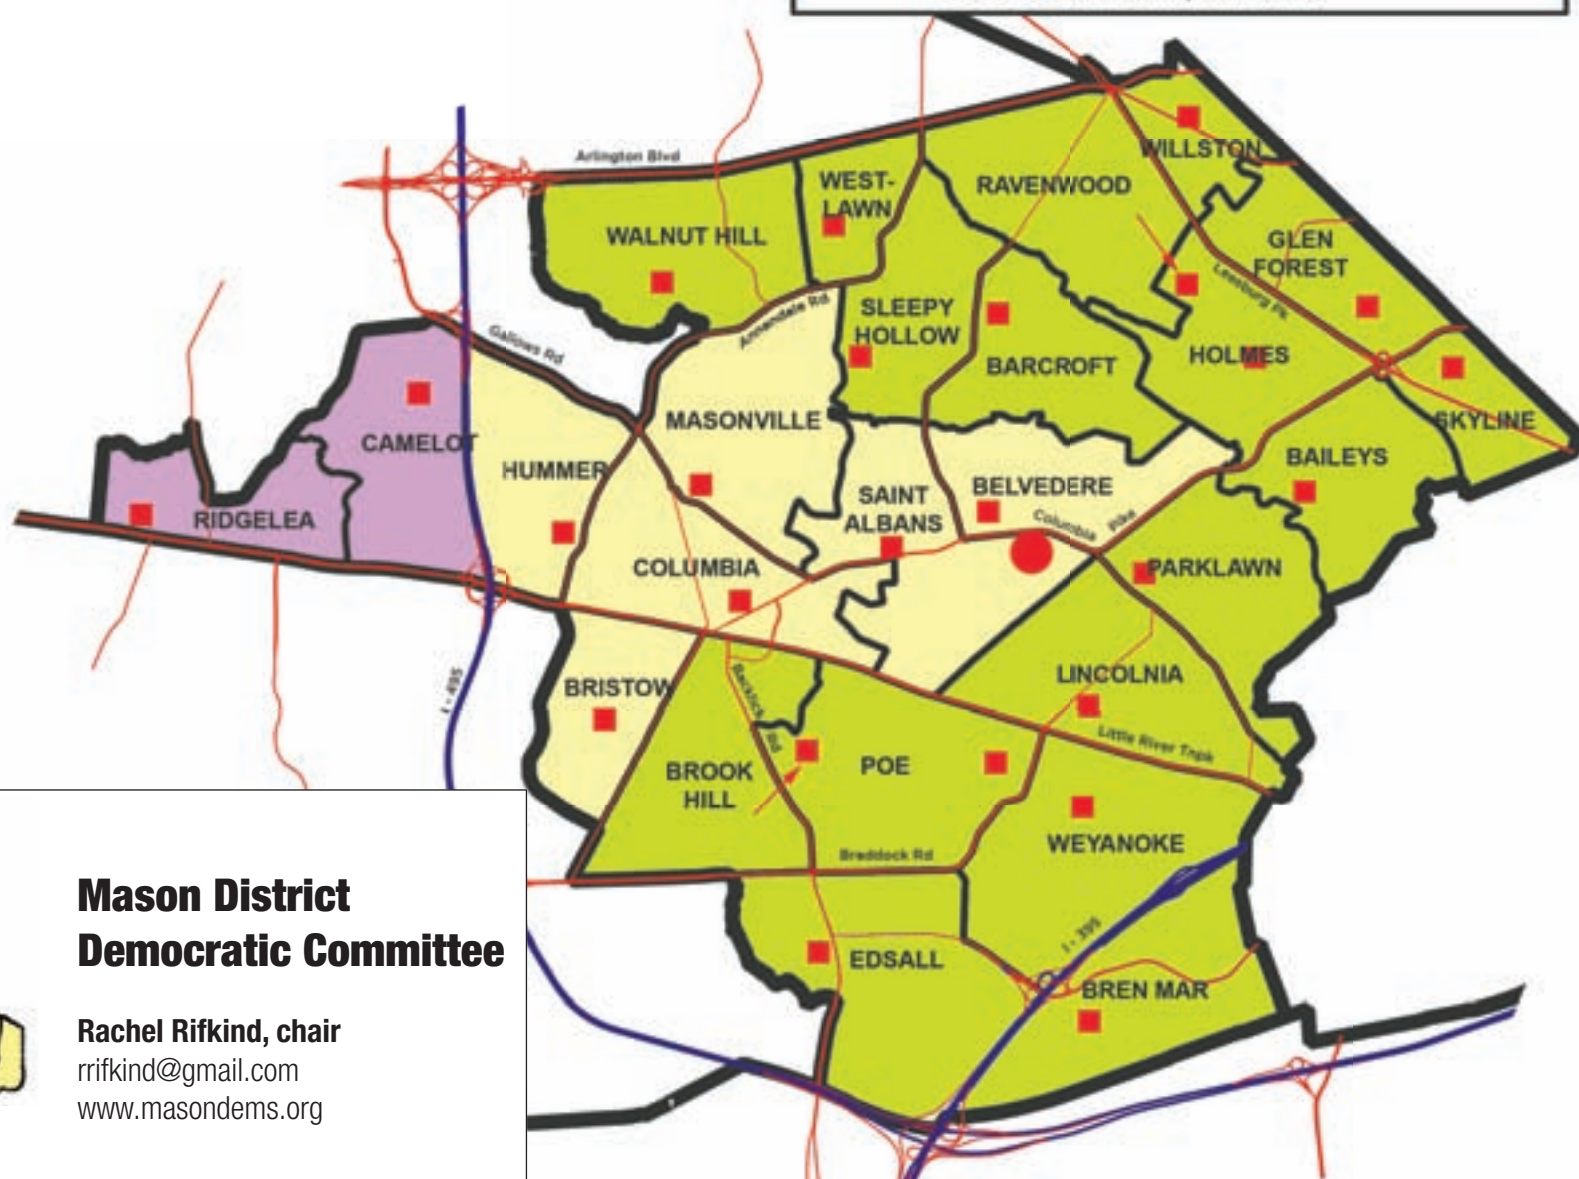 Arlington Blvd
WILLSTON
WEST-
LAWN
RAVENWOOD
WALNUT HILL
GLEN
FOREST
Leesburg Pk
Annandale Rd
SLEEPY
HOLLOW
Gallows Rd
HOLMES
BARCROFT
MASONVILLE
SKYLINE
CAMELOT
HUMMER
BAILEYS
BELVEDERE
SAINT
ALBANS
RIDGELEA
Columbia Pike
COLUMBIA
PARKLAWN
LINCOLNIA
I - 495
BRISTOW
Backlick Rd
Little River Tnpk
BROOK
HILL
POE
WEYANOKE
Braddock Rd
I - 395
EDSALL
BREN MAR
Mason District
Democratic Committee
Rachel Rifkind, chair
rrifkind@gmail.com
www.masondems.org